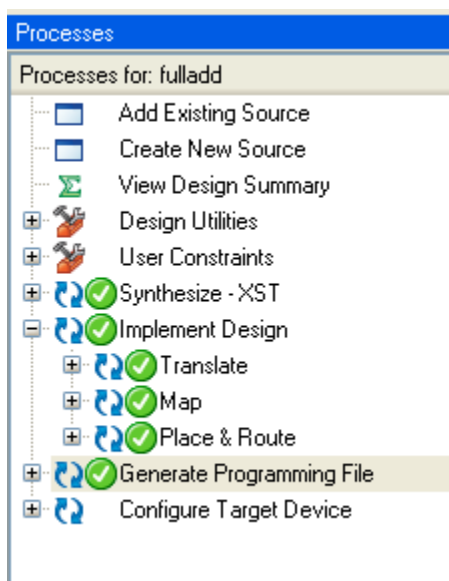 Processes
Processes for: fulladd
Add Existing Source
Create New Source
View Design Summary
Design Utilities
User Constraints
Synthesize - XST
Implement Design
Translate
Map
Place & Route
Generate Programming File
Configure Target Device